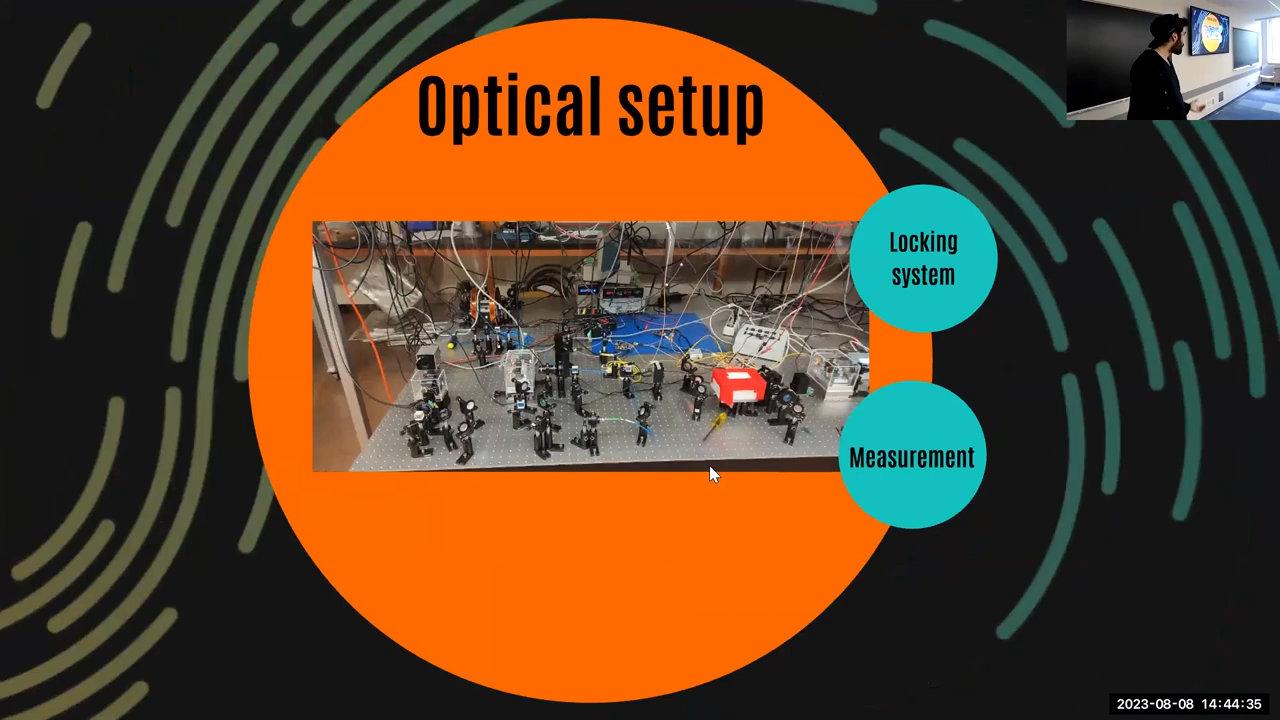 Optical setup
Locking
system
Measurement
2023-08-08 14:44:35